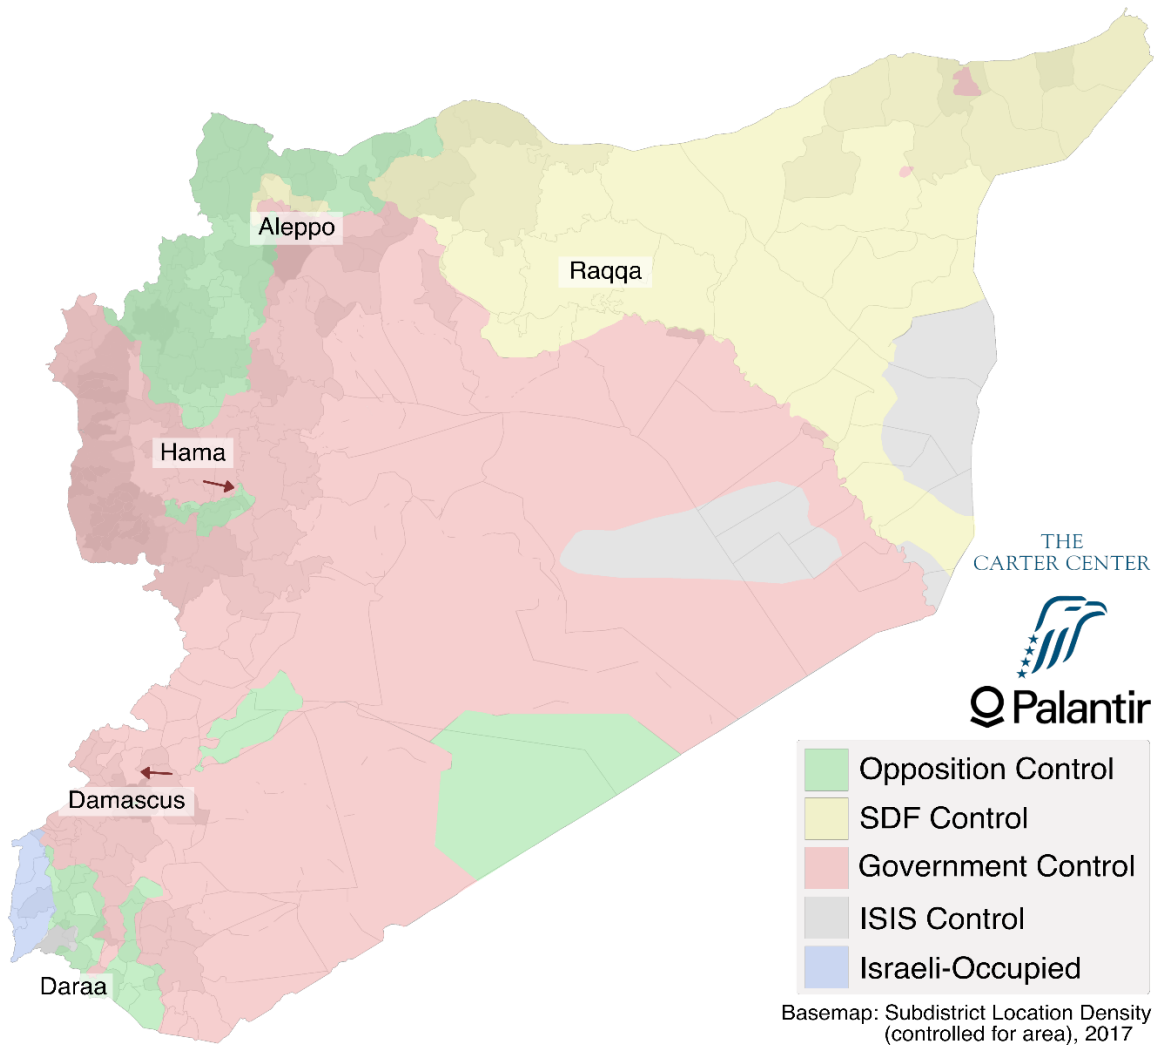 Aleppo
Raqqa
Hama
THE
CARTER CENTER
Palantir
Damascus
Daraa
Opposition Control
SDF Control
Government Control
ISIS Control
Israeli-Occupied
Basemap: Subdistrict Location Density
(controlled for area), 2017